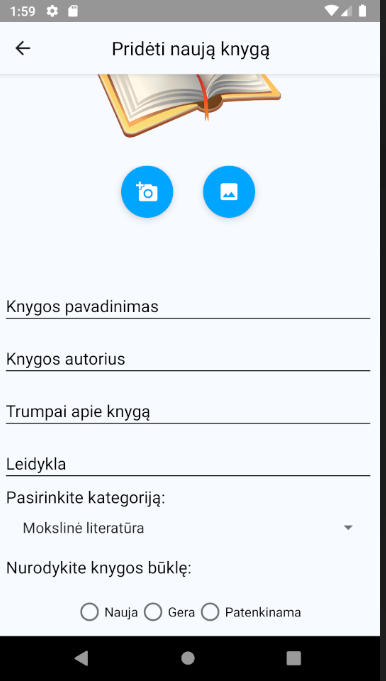 1:59
Pridėti naują knygą
Knygos pavadinimas
Knygos autorius
Trumpai apie knygą
Leidykla
Pasirinkite kategoriją:
Mokslinė literatūra
Nurodykite knygos būklę:
Nauja Gera Patenkinama